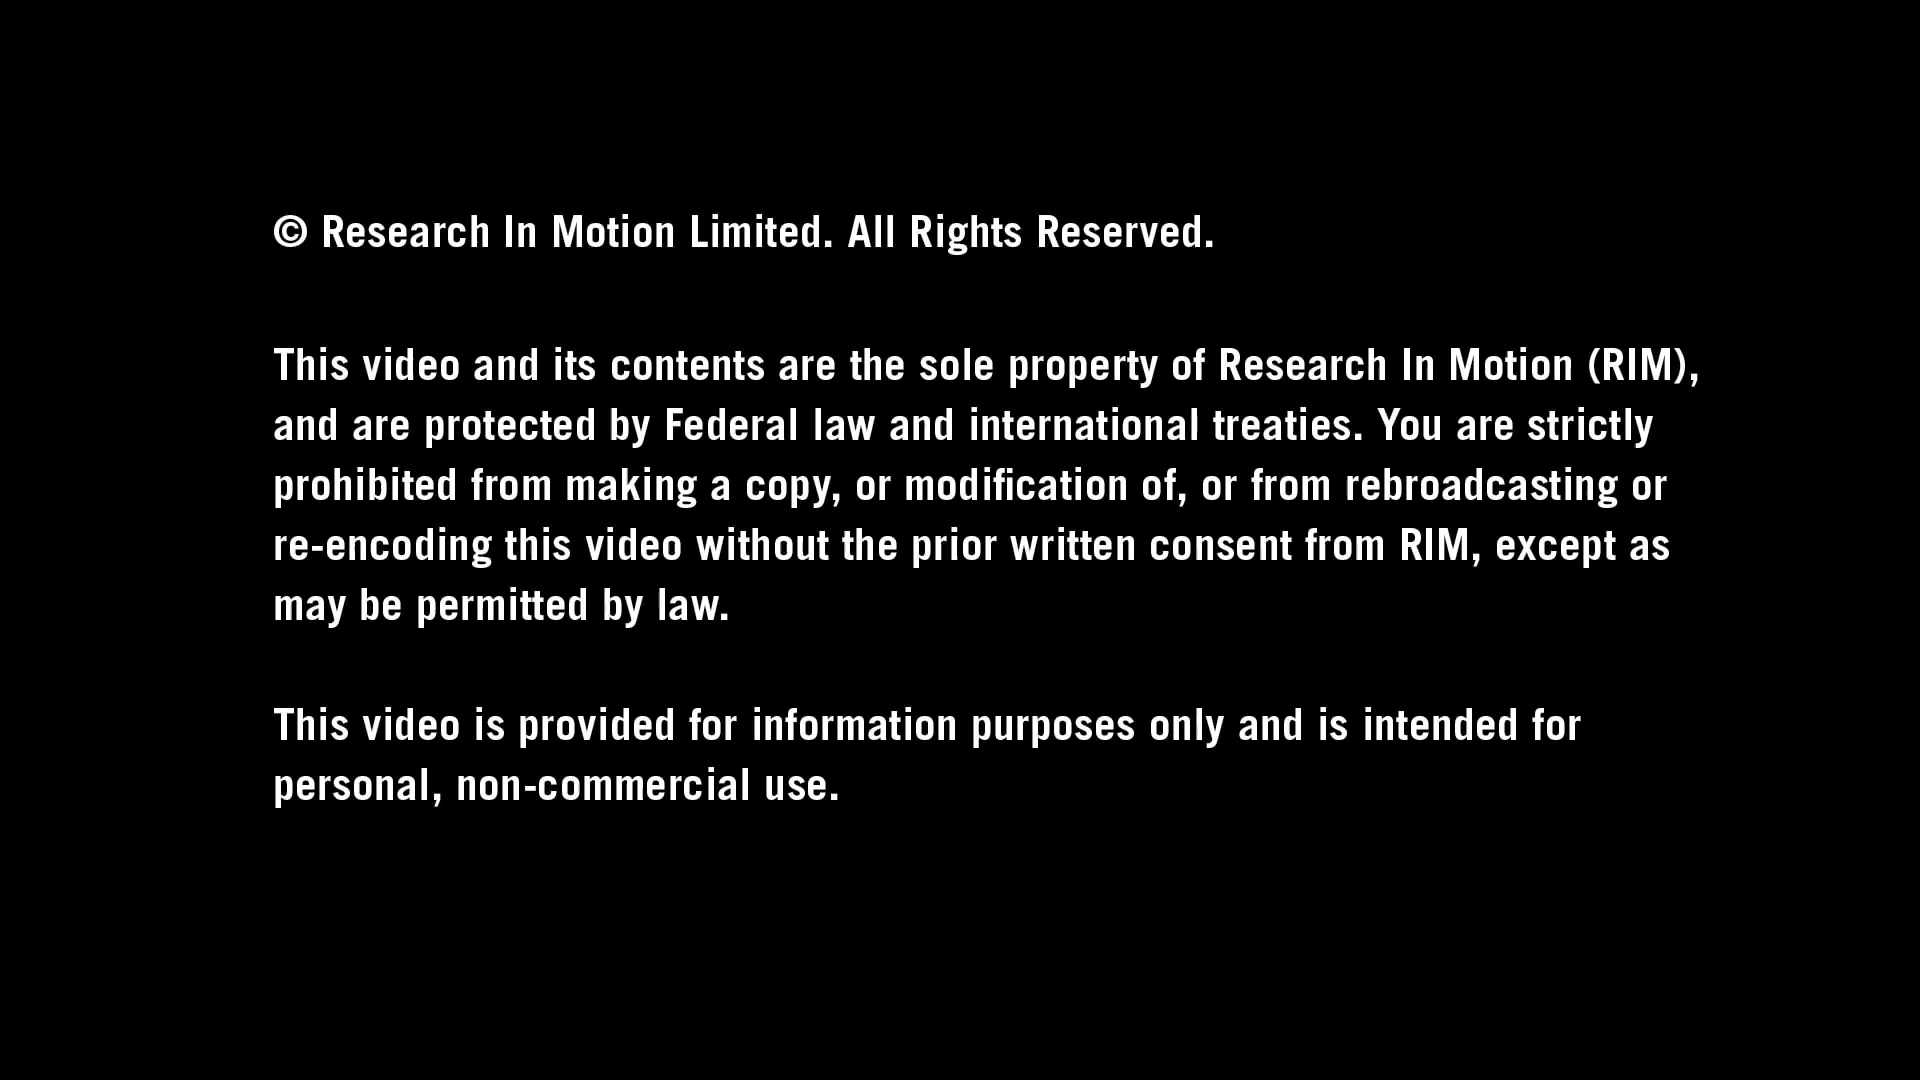 © Research In Motion Limited. All Rights Reserved.
This video and its contents are the sole property of Research In Motion (RIM),
and are protected by Federal law and international treaties. You are strictly
prohibited from making a copy, or modification of, or from rebroadcasting or
re-encoding this video without the prior written consent from RIM, except as
may be permitted by law.
This video is provided for information purposes only and is intended for
personal, non-commercial use.